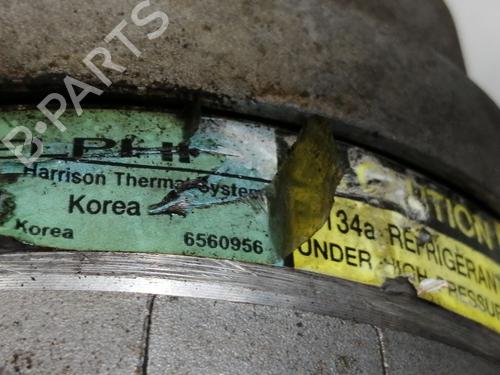 Harrison Thermal System
Korea
Korea
6560956
134a REFRIGERANT
UNDER HIGH PRESSURE
B-PARTS